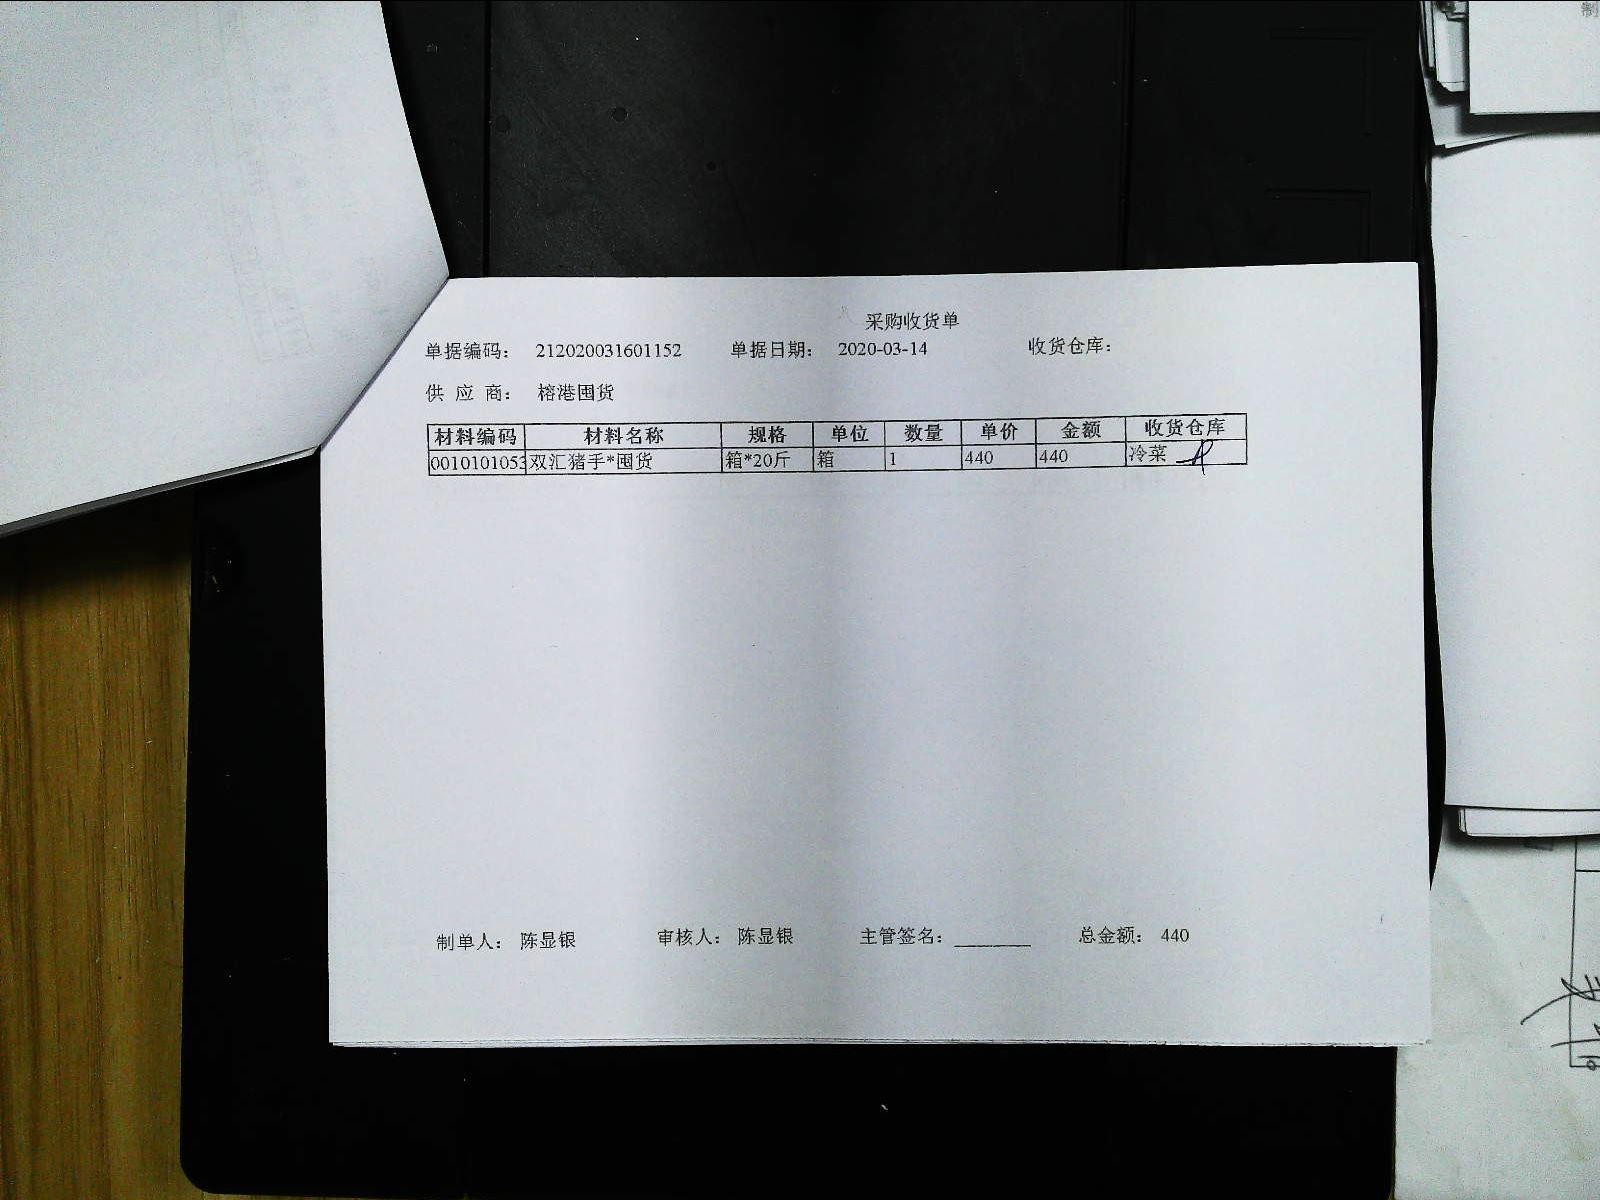 采购收货单
单据编码： 212020031601152 单据日期： 2020-03-14 收货仓库：
供 应 商： 榕港囤货
材料编码 材料名称 规格 单位 数量 单价 金额 收货仓库
0010101053 双汇猪手*囤货 箱*20斤 箱 1 440 440 冷菜
制单人： 陈显银 审核人： 陈显银 主管签名：________ 总金额： 440